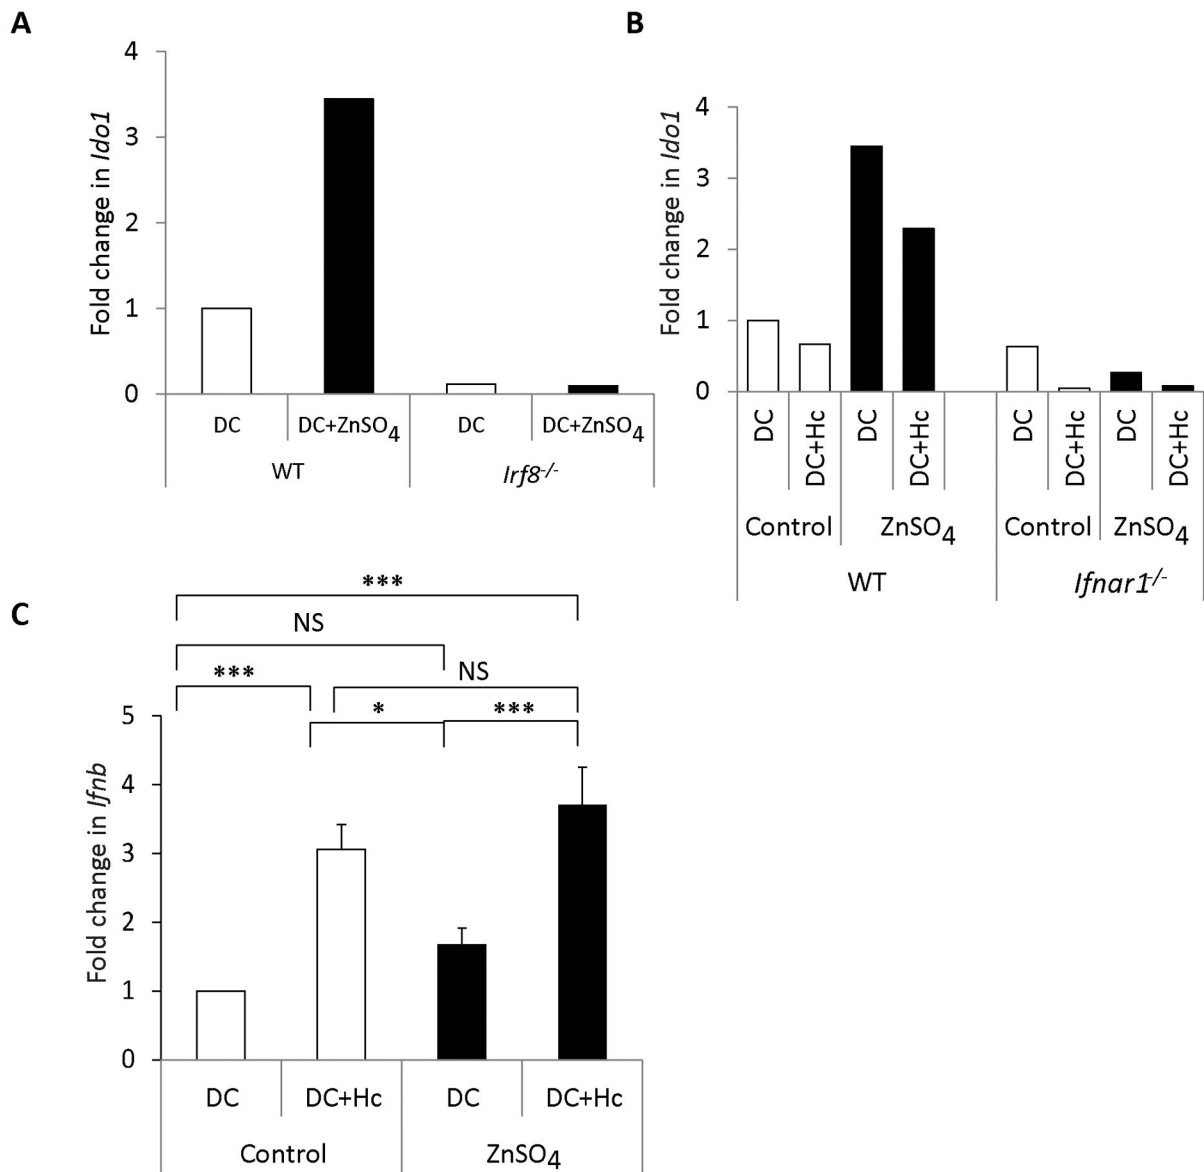 A
Fold change in Ido1
4
3
2
1
0
DC
DC+ZnSO4
DC
DC+ZnSO4
WT
Irf8-/-
B
Fold change in Ido1
4
3
2
1
0
DC
DC+Hc
DC
DC+Hc
DC
DC+Hc
DC
DC+Hc
Control
ZnSO4
Control
ZnSO4
WT
Ifnar1-/-
C
***
NS
***
NS
*
***
Fold change in Ifnb
5
4
3
2
1
0
DC
DC+Hc
DC
DC+Hc
Control
ZnSO4